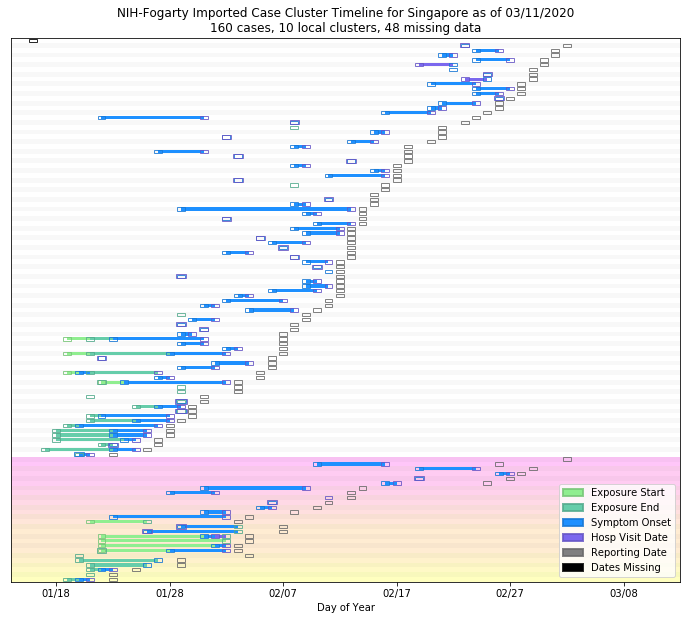 NIH-Fogarty Imported Case Cluster Timeline for Singapore as of 03/11/2020
160 cases, 10 local clusters, 48 missing data
Exposure Start
Exposure End
Symptom Onset
Hosp Visit Date
Reporting Date
Dates Missing
01/18
01/28
02/07
02/17
02/27
03/08
Day of Year